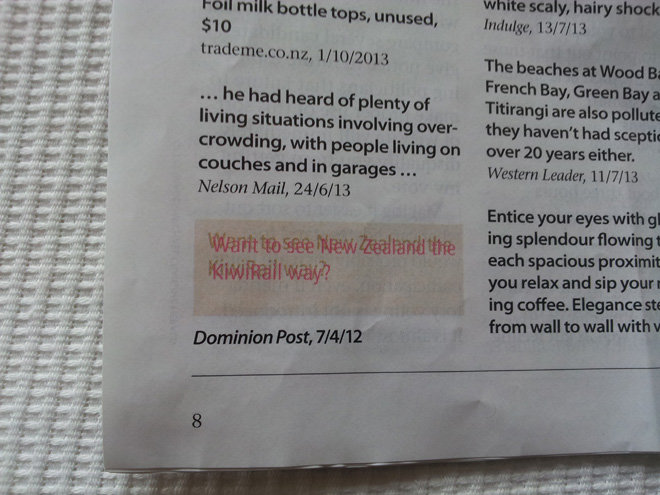 Foil milk bottle tops, unused,
$10
trademe.co.nz, 1/10/2013
... he had heard of plenty of
living situations involving over-
crowding, with people living on
couches and in garages ...
Nelson Mail, 24/6/13
Want to see New Zealand the
KiwiRail way?
Dominion Post, 7/4/12
8
white scaly, hairy shock
Indulge, 13/7/13
The beaches at Wood Ba
French Bay, Green Bay a
Titirangi are also pollute
they haven't had sceptic
over 20 years either.
Western Leader, 11/7/13
Entice your eyes with gl
ing splendour flowing t
each spacious proximit
you relax and sip your
ing coffee. Elegance ste
from wall to wall with